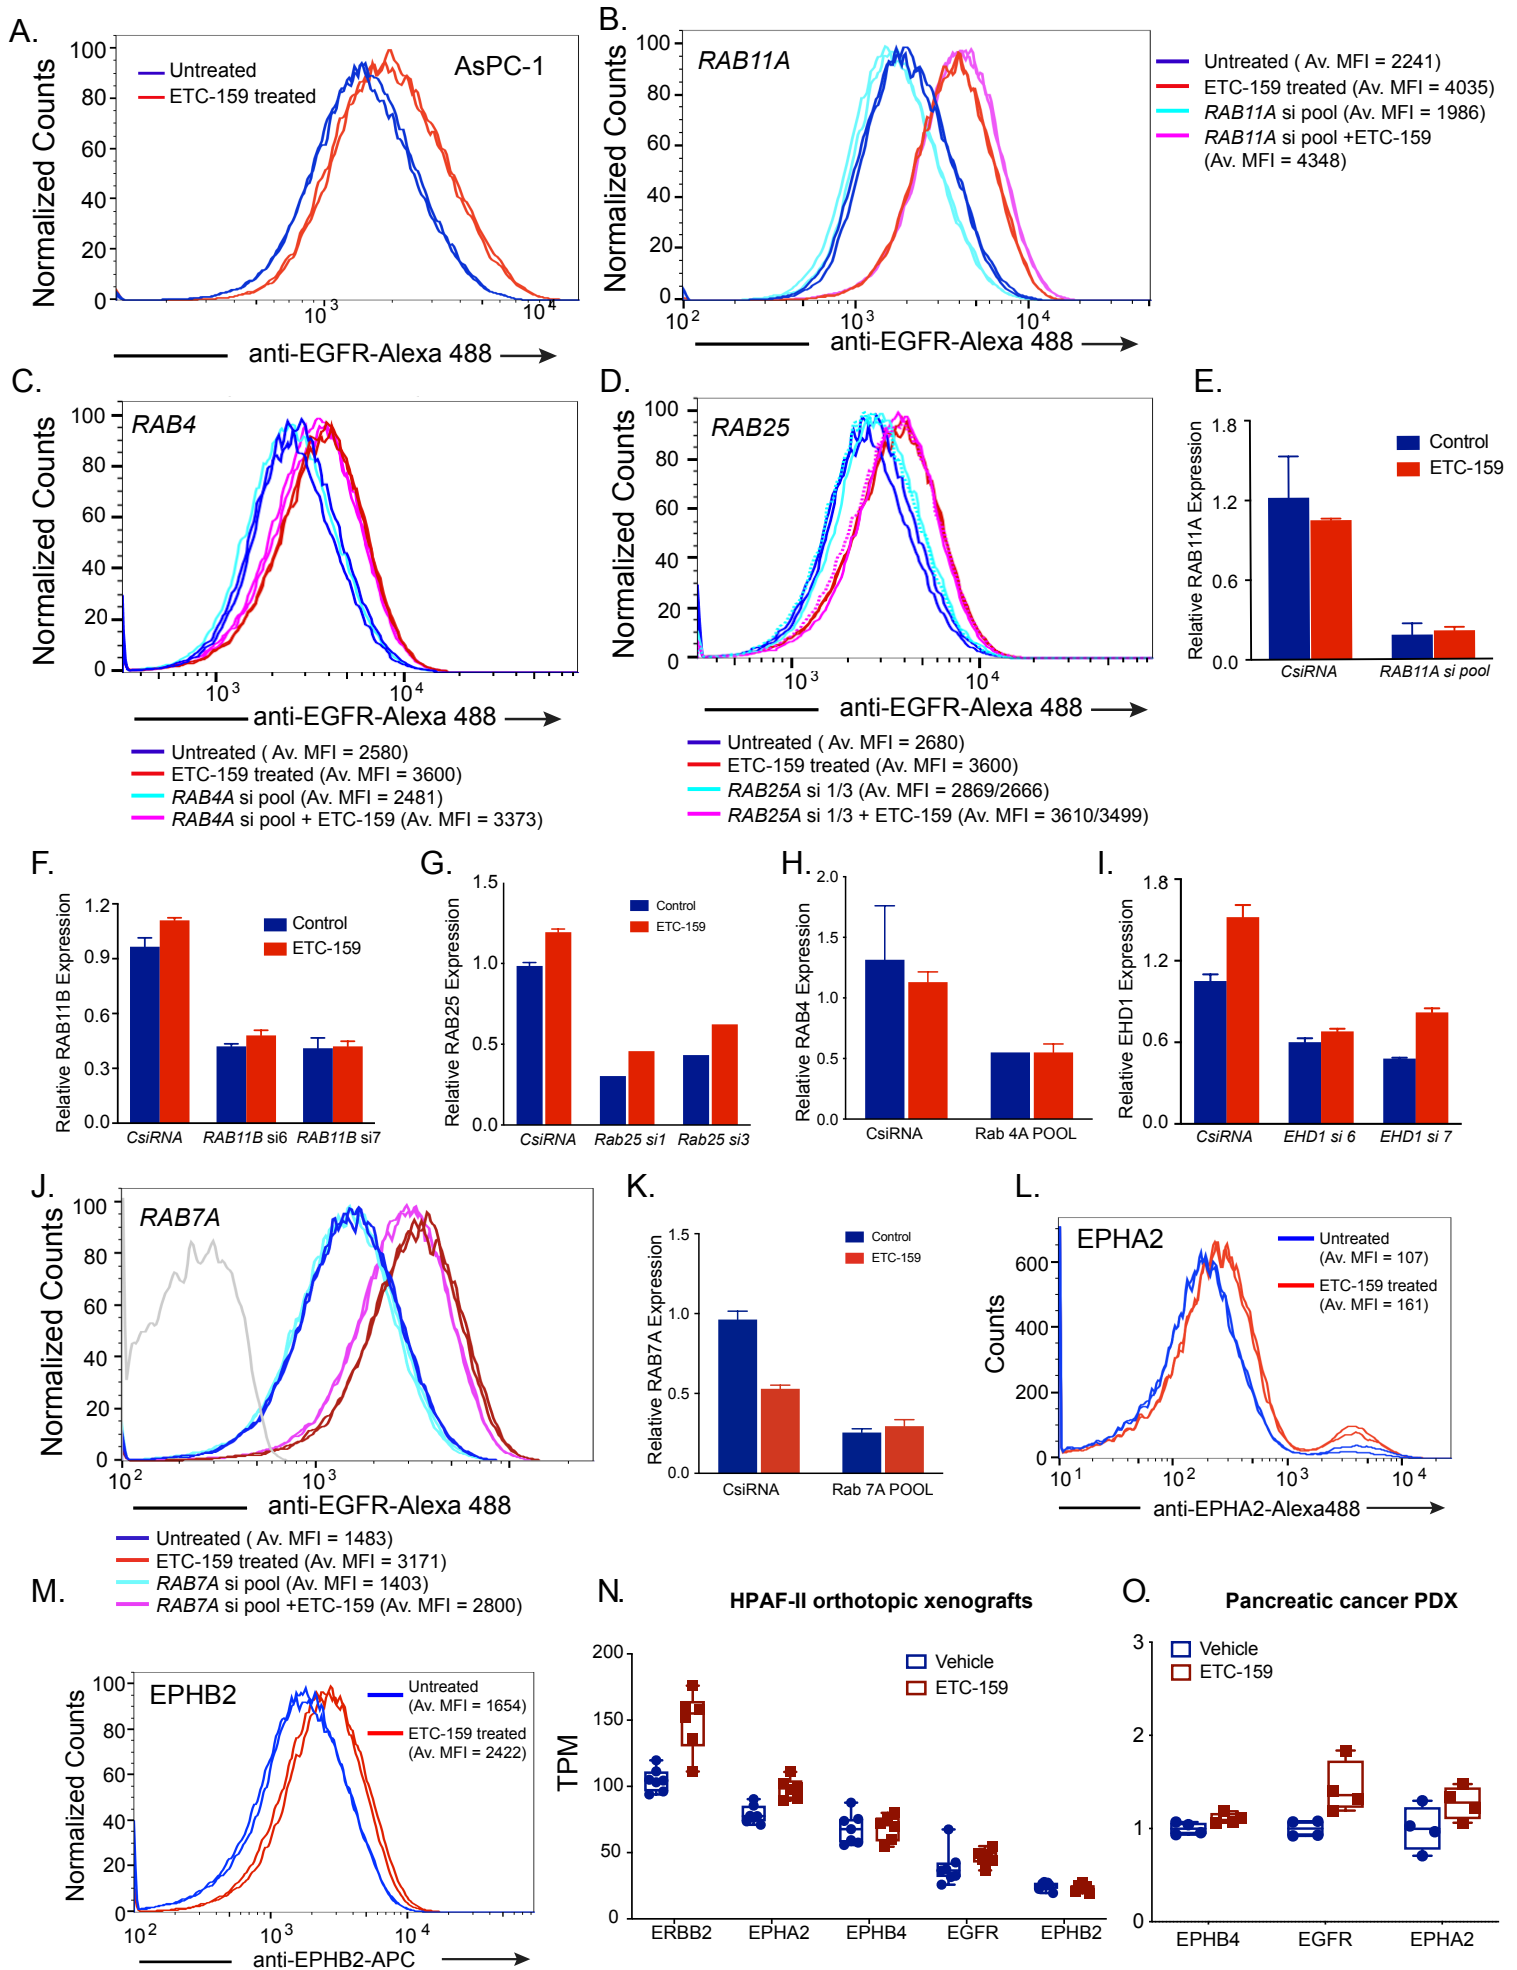 A.
Normalized Counts
100
80
60
40
20
0
Untreated
ETC-159 treated
AsPC-1
10^3
10^4
anti-EGFR-Alexa 488
B.
Normalized Counts
100
80
60
40
20
0
RAB11A
10^2
10^3
10^4
anti-EGFR-Alexa 488
Untreated ( Av. MFI = 2241)
ETC-159 treated (Av. MFI = 4035)
RAB11A si pool (Av. MFI = 1986)
RAB11A si pool +ETC-159
(Av. MFI = 4348)
C.
Normalized Counts
100
80
60
40
20
0
RAB4
10^3
10^4
anti-EGFR-Alexa 488
Untreated ( Av. MFI = 2580)
ETC-159 treated (Av. MFI = 3600)
RAB4A si pool (Av. MFI = 2481)
RAB4A si pool + ETC-159 (Av. MFI = 3373)
D.
Normalized Counts
100
80
60
40
20
0
RAB25
10^3
10^4
anti-EGFR-Alexa 488
Untreated ( Av. MFI = 2680)
ETC-159 treated (Av. MFI = 3600)
RAB25A si 1/3 (Av. MFI = 2869/2666)
RAB25A si 1/3 + ETC-159 (Av. MFI = 3610/3499)
E.
Relative RAB11A Expression
1.8
1.2
0.6
0.0
Control
ETC-159
CsiRNA
RAB11A si pool
F.
Relative RAB11B Expression
1.2
0.9
0.6
0.3
0.0
Control
ETC-159
CsiRNA
RAB11B si6
RAB11B si7
G.
Relative RAB25 Expression
1.5
1.0
0.5
0.0
Control
ETC-159
CsiRNA
Rab25 si1
Rab25 si3
H.
Relative RAB4 Expression
2.0
1.5
1.0
0.5
0.0
CsiRNA
Rab 4A POOL
I.
Relative EHD1 Expression
1.8
1.2
0.6
0.0
CsiRNA
EHD1 si 6
EHD1 si 7
J.
Normalized Counts
100
80
60
40
20
0
RAB7A
10^2
10^3
anti-EGFR-Alexa 488
Untreated ( Av. MFI = 1483)
ETC-159 treated (Av. MFI = 3171)
RAB7A si pool (Av. MFI = 1403)
RAB7A si pool +ETC-159 (Av. MFI = 2800)
K.
Relative RAB7A Expression
1.5
1.0
0.5
0.0
Control
ETC-159
CsiRNA
Rab 7A POOL
L.
Counts
600
400
200
0
EPHA2
Untreated
(Av. MFI = 107)
ETC-159 treated
(Av. MFI = 161)
10^1
10^2
10^3
10^4
anti-EPHA2-Alexa488
M.
Normalized Counts
100
80
60
40
20
0
EPHB2
Untreated
(Av. MFI = 1654)
ETC-159 treated
(Av. MFI = 2422)
10^2
10^3
10^4
anti-EPHB2-APC
N.
HPAF-II orthotopic xenografts
TPM
200
150
100
50
0
Vehicle
ETC-159
ERBB2
EPHA2
EPHB4
EGFR
EPHB2
O.
Pancreatic cancer PDX
3
2
1
0
Vehicle
ETC-159
EPHB4
EGFR
EPHA2